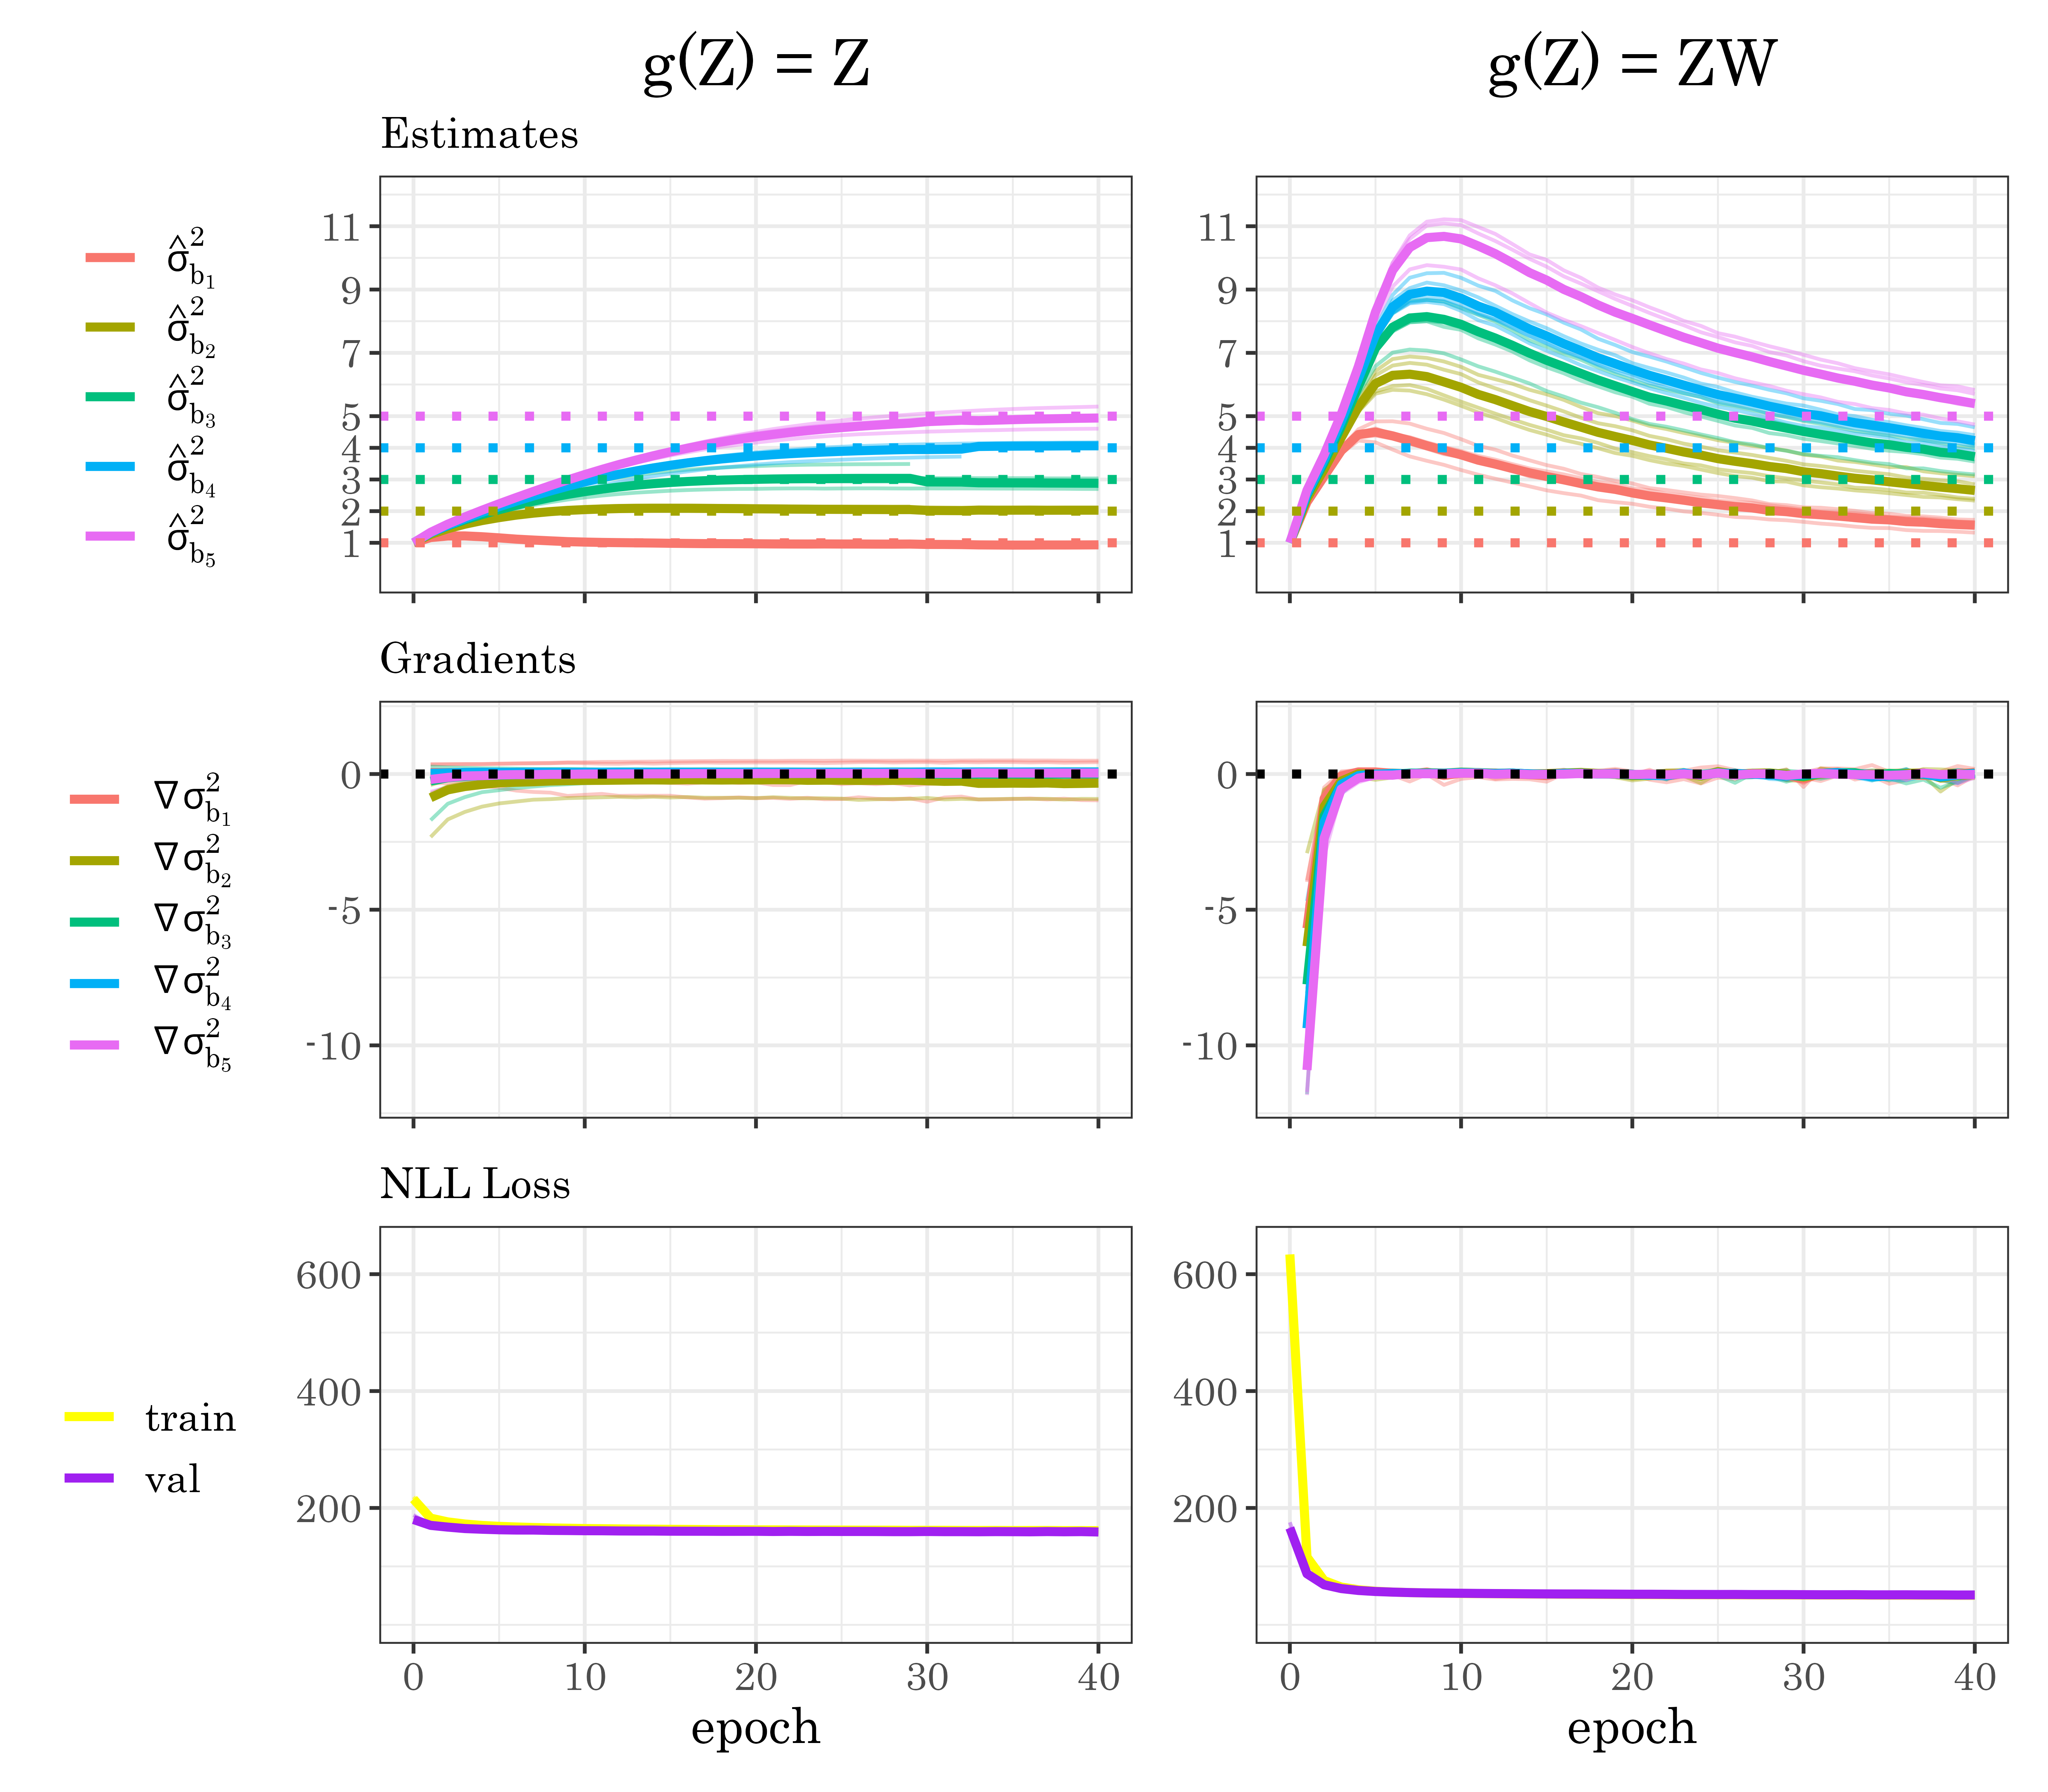 g(Z) = Z
g(Z) = ZW
Estimates
σ̂²b₁
σ̂²b₂
σ̂²b₃
σ̂²b₄
σ̂²b₅
11
9
7
5
4
3
2
1
11
9
7
5
4
3
2
1
Gradients
∇σ²b₁
∇σ²b₂
∇σ²b₃
∇σ²b₄
∇σ²b₅
0
-5
-10
0
-5
-10
NLL Loss
train
val
600
400
200
600
400
200
0 10 20 30 40
0 10 20 30 40
epoch
epoch